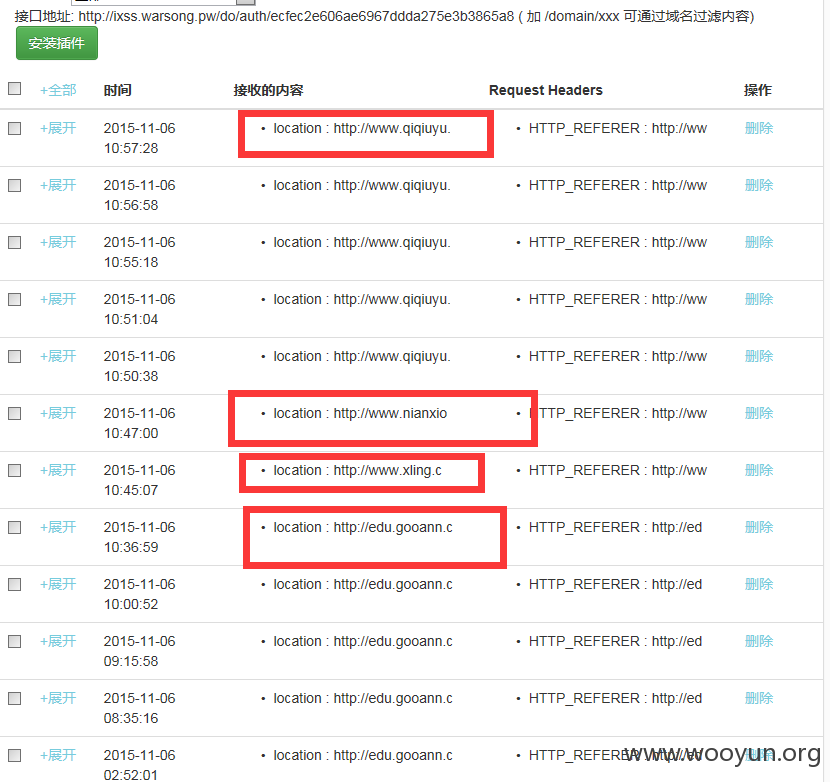 接口地址: http://ixss.warsong.pw/do/auth/ecfec2e606ae6967ddda275e3b3865a8 ( 加 /domain/xxx 可通过域名过滤内容)
安装插件
+全部 时间 接收的内容 Request Headers 操作
+展开 2015-11-06 • location : http://www.qiqiuyu. • HTTP_REFERER : http://ww 删除
10:57:28
+展开 2015-11-06 • location : http://www.qiqiuyu. • HTTP_REFERER : http://ww 删除
10:56:58
+展开 2015-11-06 • location : http://www.qiqiuyu. • HTTP_REFERER : http://ww 删除
10:55:18
+展开 2015-11-06 • location : http://www.qiqiuyu. • HTTP_REFERER : http://ww 删除
10:51:04
+展开 2015-11-06 • location : http://www.qiqiuyu. • HTTP_REFERER : http://ww 删除
10:50:38
+展开 2015-11-06 • location : http://www.nianxio • HTTP_REFERER : http://ww 删除
10:47:00
+展开 2015-11-06 • location : http://www.xling.c • HTTP_REFERER : http://ww 删除
10:45:07
+展开 2015-11-06 • location : http://edu.gooann.c • HTTP_REFERER : http://ed 删除
10:36:59
+展开 2015-11-06 • location : http://edu.gooann.c • HTTP_REFERER : http://ed 删除
10:00:52
+展开 2015-11-06 • location : http://edu.gooann.c • HTTP_REFERER : http://ed 删除
09:15:58
+展开 2015-11-06 • location : http://edu.gooann.c • HTTP_REFERER : http://ed 删除
08:35:16
+展开 2015-11-06 • location : http://edu.gooann.c • HTTP_REFERER : http://ed 删除
02:52:01
www.wooyun.org